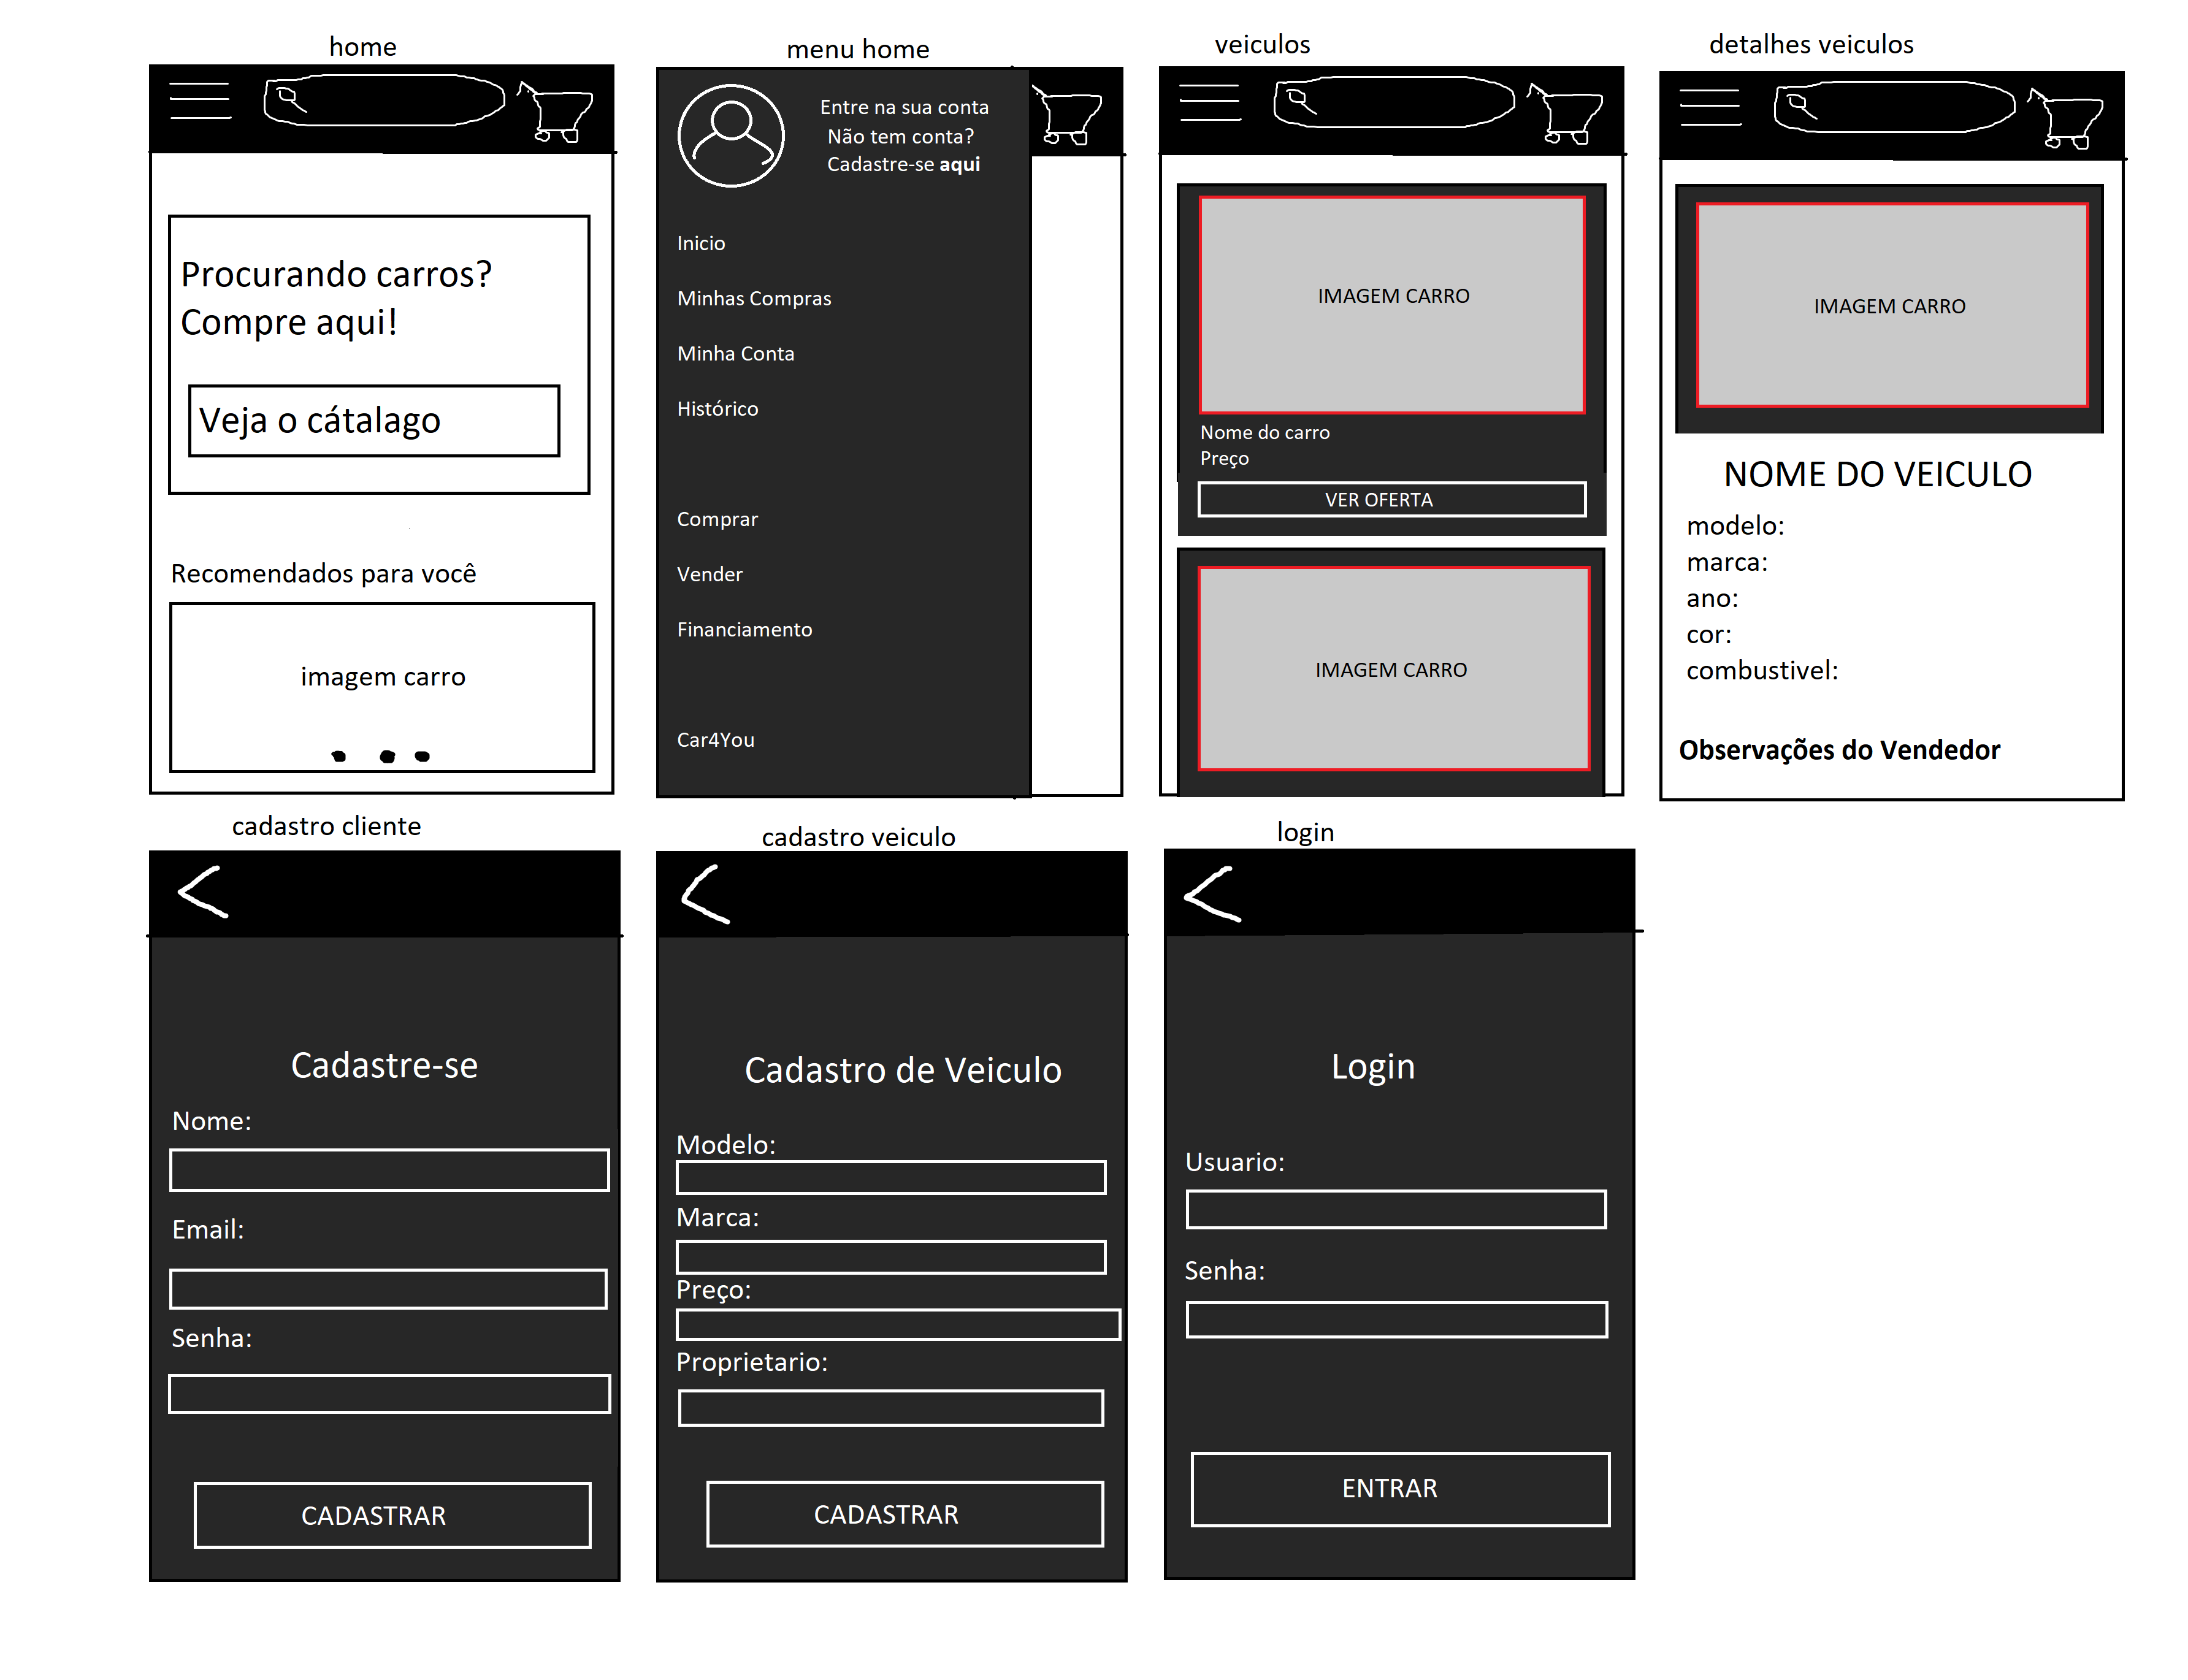 home
Procurando carros?
Compre aqui!
Veja o cátalago
Recomendados para você
imagem carro
menu home
Entre na sua conta
Não tem conta?
Cadastre-se aqui
Inicio
Minhas Compras
Minha Conta
Histórico
Comprar
Vender
Financiamento
Car4You
veiculos
IMAGEM CARRO
Nome do carro
Preço
VER OFERTA
IMAGEM CARRO
detalhes veiculos
IMAGEM CARRO
NOME DO VEICULO
modelo:
marca:
ano:
cor:
combustivel:
Observações do Vendedor
cadastro cliente
Cadastre-se
Nome:
Email:
Senha:
CADASTRAR
cadastro veiculo
Cadastro de Veiculo
Modelo:
Marca:
Preço:
Proprietario:
CADASTRAR
login
Login
Usuario:
Senha:
ENTRAR